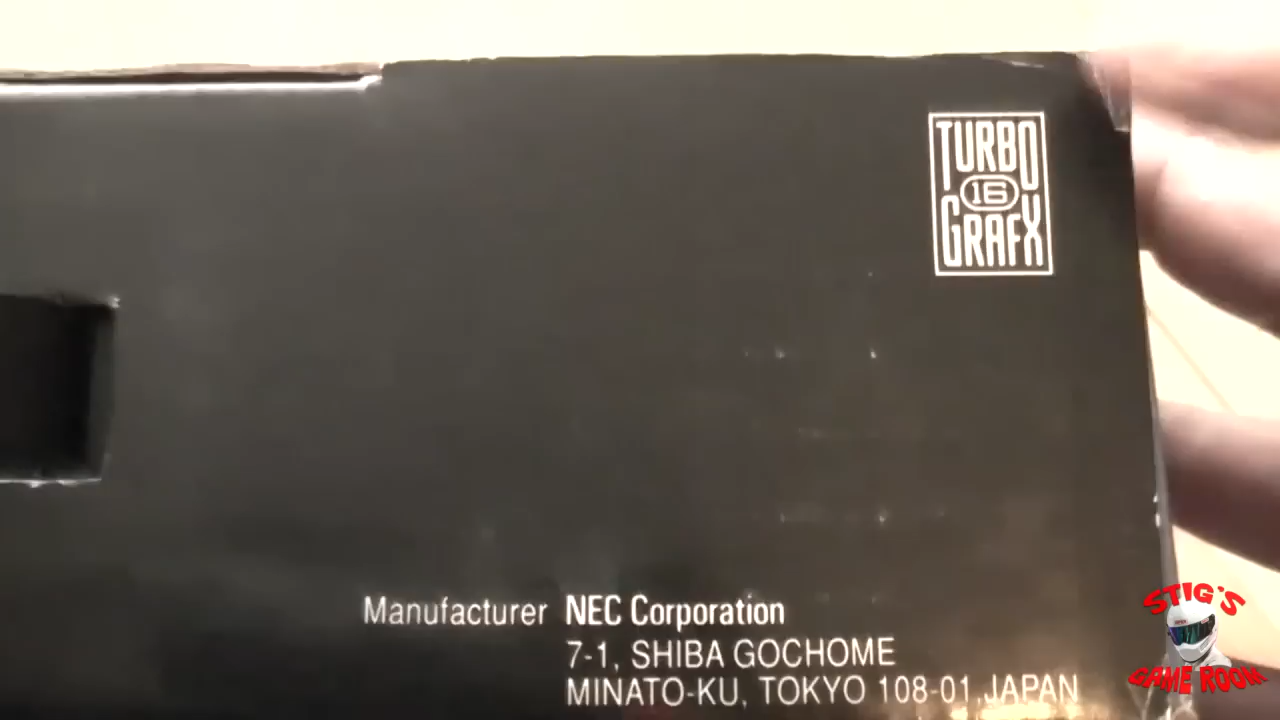 TURBO
16
GRAFX
Manufacturer NEC Corporation
7-1, SHIBA GOCHOME
MINATO-KU, TOKYO 108-01, JAPAN
STIG'S
GAME ROOM